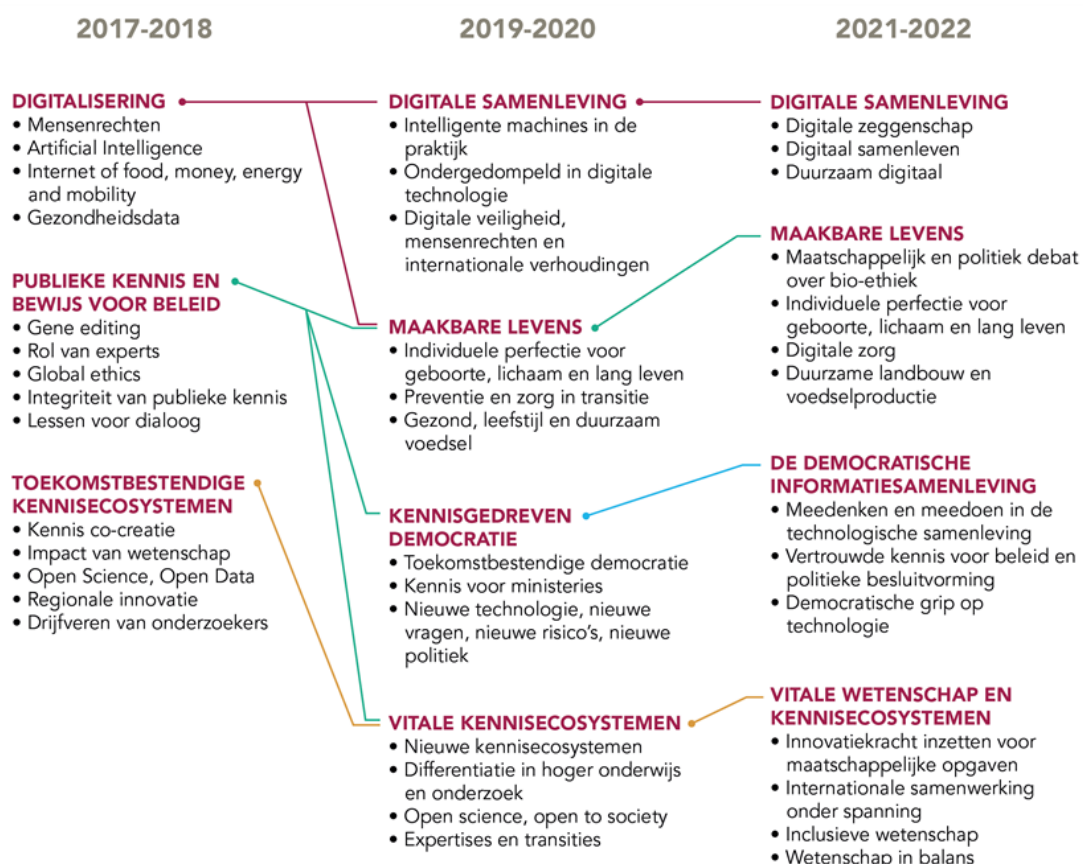 2017-2018
DIGITALISERING
• Mensenrechten
• Artificial Intelligence
• Internet of food, money, energy
and mobility
• Gezondheidsdata
PUBLIEKE KENNIS EN
BEWIJS VOOR BELEID
• Gene editing
• Rol van experts
• Global ethics
• Integriteit van publieke kennis
• Lessen voor dialoog
TOEKOMSTBESTENDIGE
KENNISECOSYSTEMEN
• Kennis co-creatie
• Impact van wetenschap
• Open Science, Open Data
• Regionale innovatie
• Drijfveren van onderzoekers
2019-2020
DIGITALE SAMENLEVING
• Intelligente machines in de
praktijk
• Ondergedompeld in digitale
technologie
• Digitale veiligheid,
mensenrechten en
internationale verhoudingen
MAAKBARE LEVENS
• Individuele perfectie voor
geboorte, lichaam en lang leven
• Preventie en zorg in transitie
• Gezond, leefstijl en duurzaam
voedsel
KENNISGEDREVEN
DEMOCRATIE
• Toekomstbestendige democratie
• Kennis voor ministeries
• Nieuwe technologie, nieuwe
vragen, nieuwe risico's, nieuwe
politiek
VITALE KENNISECOSYSTEMEN
• Nieuwe kennisecosystemen
• Differentiatie in hoger onderwijs
en onderzoek
• Open science, open to society
• Expertises en transities
2021-2022
DIGITALE SAMENLEVING
• Digitale zeggenschap
• Digitaal samenleven
• Duurzaam digitaal
MAAKBARE LEVENS
• Maatschappelijk en politiek debat
over bio-ethiek
• Individuele perfectie voor
geboorte, lichaam en lang leven
• Digitale zorg
• Duurzame landbouw en
voedselproductie
DE DEMOCRATISCHE
INFORMATIESAMENLEVING
• Meedenken en meedoen in de
technologische samenleving
• Vertrouwde kennis voor beleid en
politieke besluitvorming
• Democratische grip op
technologie
VITALE WETENSCHAP EN
KENNISECOSYSTEMEN
• Innovatiekracht inzetten voor
maatschappelijke opgaven
• Internationale samenwerking
onder spanning
• Inclusieve wetenschap
• Wetenschap in balans